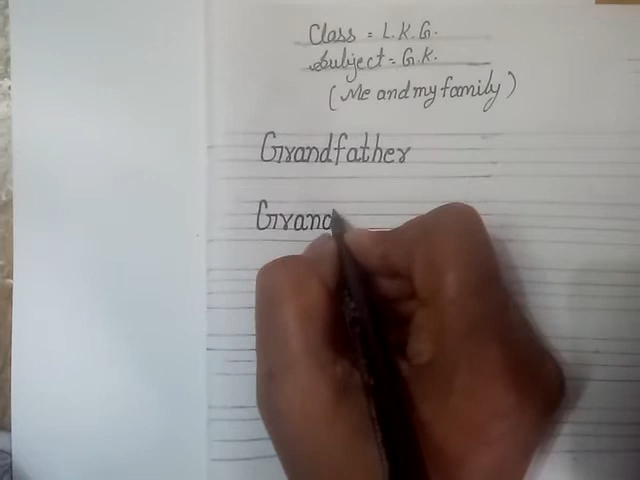 Class = L.K.G.
Subject = G.K.
(Me and my family)
Grandfather
Grand